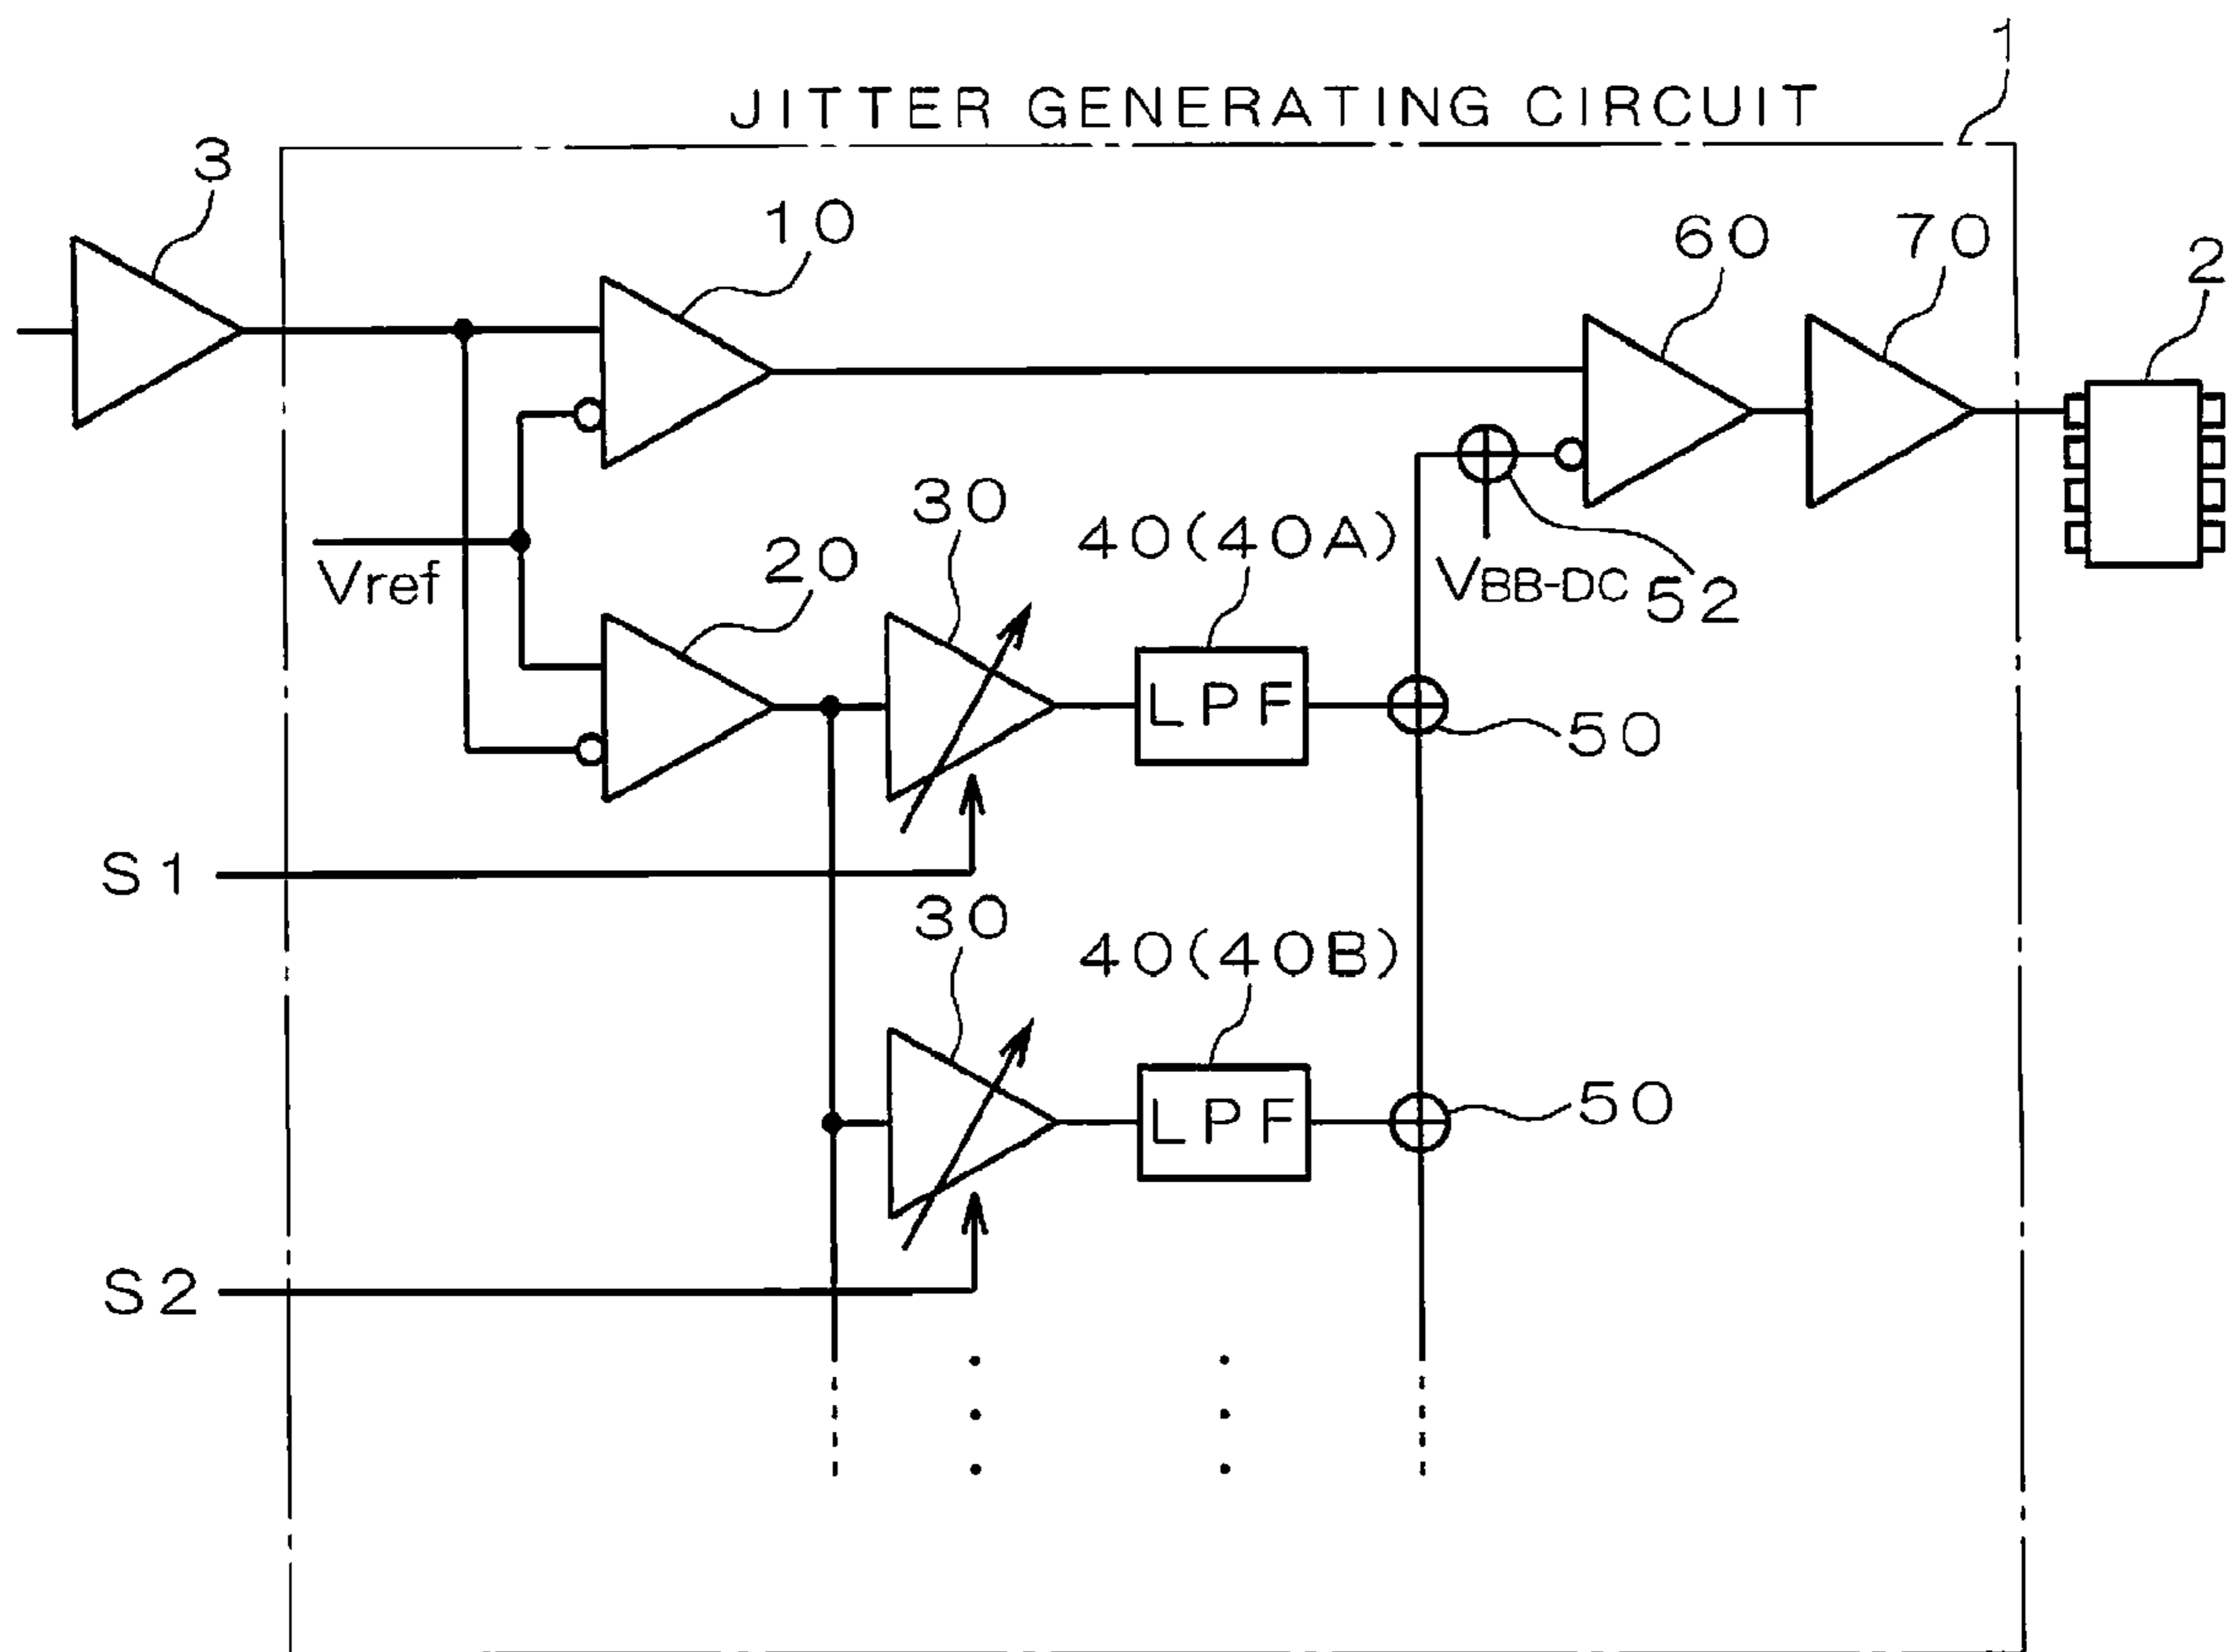 1
JITTER GENERATING CIRCUIT
3
10
60
70
2
30
40(40A)
Vref
20
VBB-DC
52
LPF
50
S1
30
40(40B)
LPF
50
S2